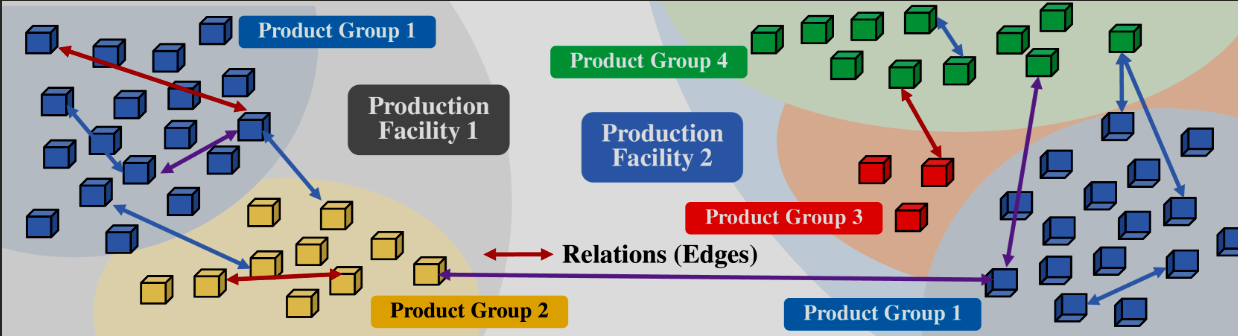 Product Group 1
Product Group 4
Production
Facility 1
Production
Facility 2
Product Group 3
Relations (Edges)
Product Group 2
Product Group 1